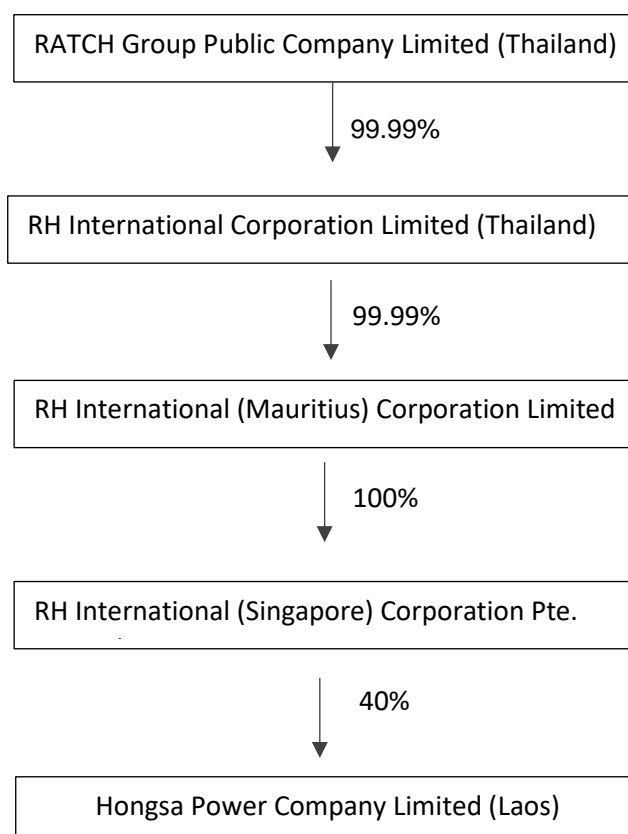 RATCH Group Public Company Limited (Thailand)
99.99%
RH International Corporation Limited (Thailand)
99.99%
RH International (Mauritius) Corporation Limited
100%
RH International (Singapore) Corporation Pte.
40%
Hongsa Power Company Limited (Laos)